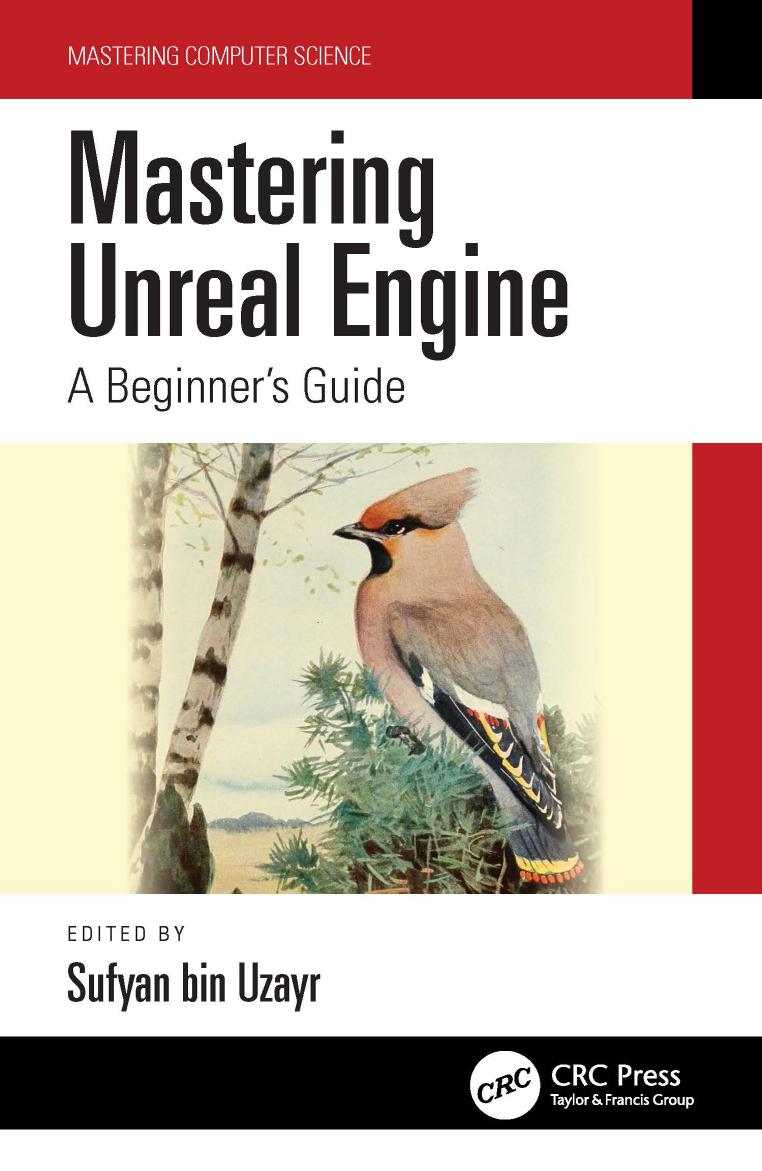 MASTERING COMPUTER SCIENCE
Mastering
Unreal Engine
A Beginner's Guide
EDITED BY
Sufyan bin Uzayr
CRC
CRC Press
Taylor & Francis Group